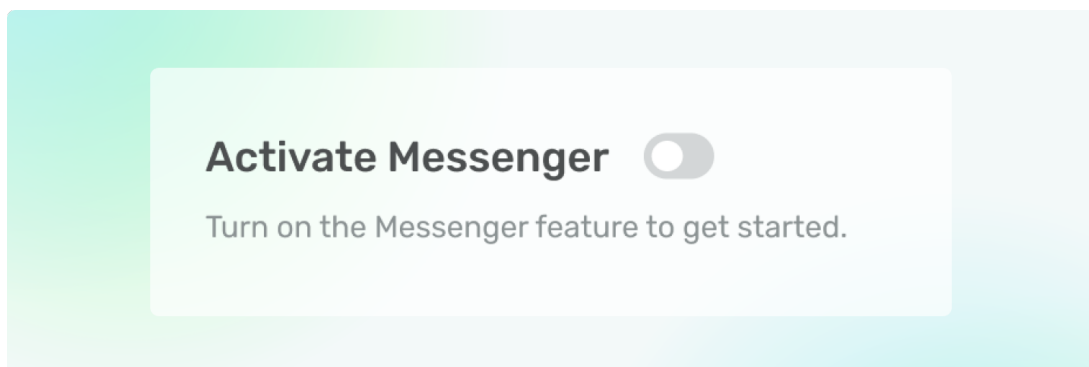 Activate Messenger
Turn on the Messenger feature to get started.